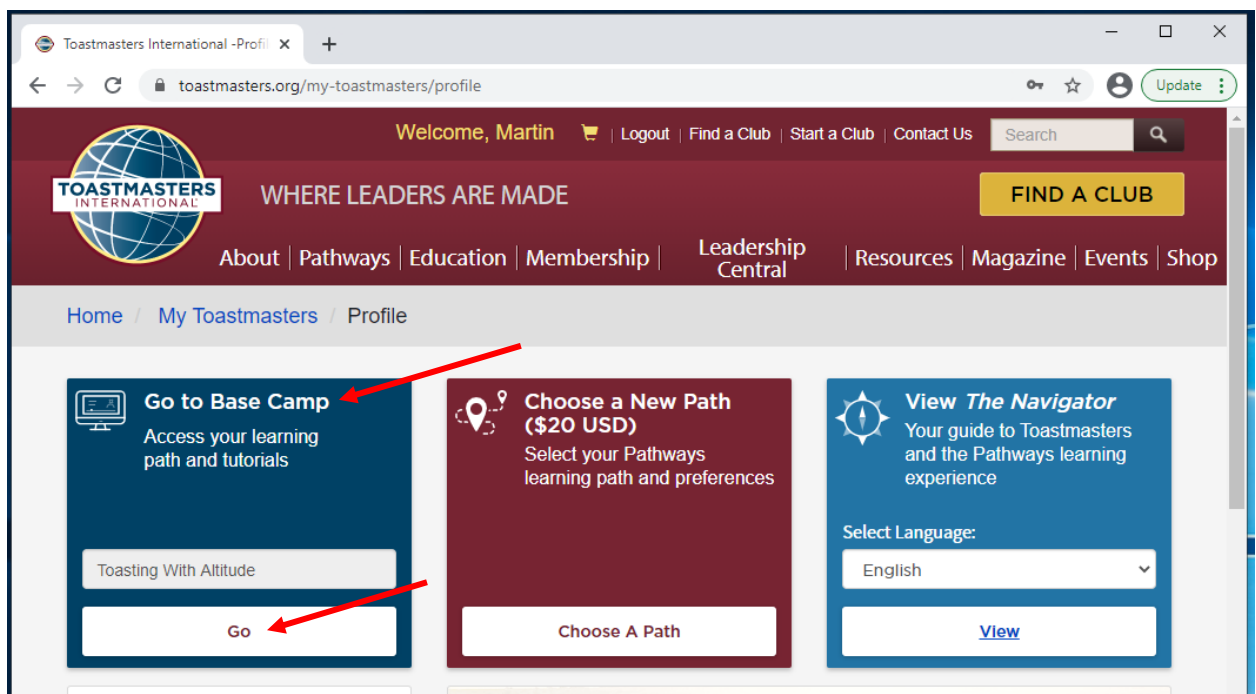 Toastmasters International -Profil
toastmasters.org/my-toastmasters/profile
Update
Welcome, Martin | Logout | Find a Club | Start a Club | Contact Us
Search
TOASTMASTERS
INTERNATIONAL
WHERE LEADERS ARE MADE
FIND A CLUB
About | Pathways | Education | Membership | Leadership Central | Resources | Magazine | Events | Shop
Home / My Toastmasters / Profile
Go to Base Camp
Access your learning
path and tutorials
Toasting With Altitude
Go
Choose a New Path
($20 USD)
Select your Pathways
learning path and preferences
Choose A Path
View The Navigator
Your guide to Toastmasters
and the Pathways learning
experience
Select Language:
English
View